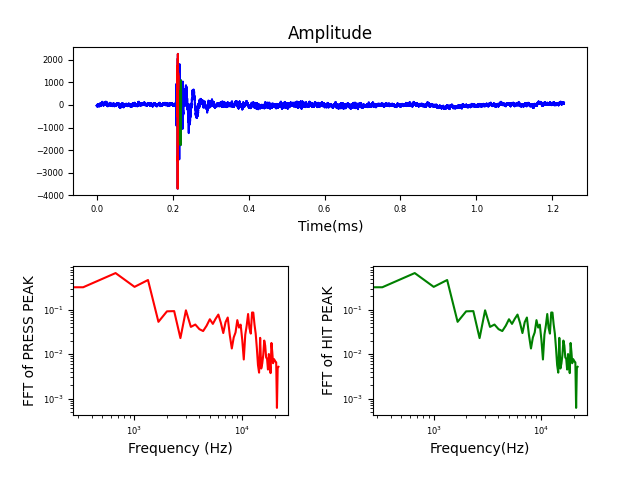 Amplitude
2000
1000
0
−1000
−2000
−3000
−4000
0.0 0.2 0.4 0.6 0.8 1.0 1.2
Time(ms)
FFT of PRESS PEAK
10⁻¹
10⁻²
10⁻³
10³ 10⁴
Frequency (Hz)
FFT of HIT PEAK
10⁻¹
10⁻²
10⁻³
10³ 10⁴
Frequency(Hz)